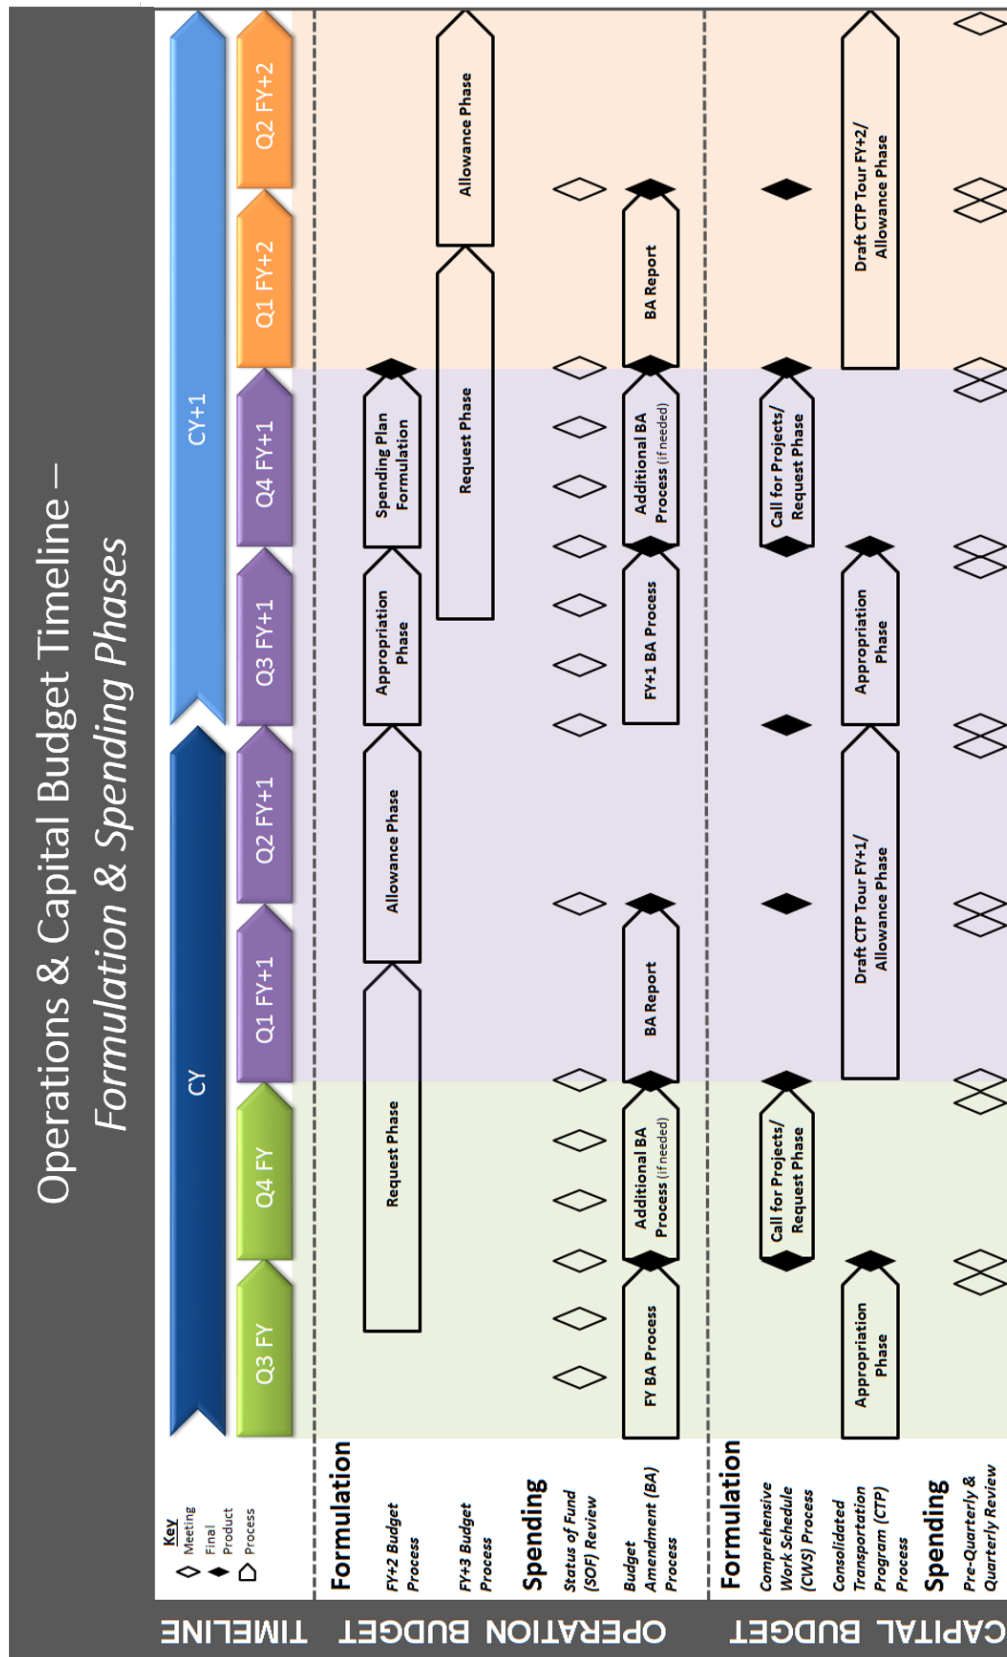 Operations & Capital Budget Timeline –
Formulation & Spending Phases
TIMELINE
Key
Meeting
Final
Product
Process
CY
CY+1
Q3 FY
Q4 FY
Q1 FY+1
Q2 FY+1
Q3 FY+1
Q4 FY+1
Q1 FY+2
Q2 FY+2
OPERATION BUDGET
Formulation
FY+2 Budget
Process
Request Phase
Allowance Phase
Appropriation
Phase
Spending Plan
Formulation
FY+3 Budget
Process
Request Phase
Allowance Phase
Spending
Status of Fund
(SOF) Review
Budget
Amendment (BA)
Process
FY BA Process
Additional BA
Process (if needed)
BA Report
FY+1 BA Process
Additional BA
Process (if needed)
BA Report
CAPITAL BUDGET
Formulation
Comprehensive
Work Schedule
(CWS) Process
Call for Projects/
Request Phase
Call for Projects/
Request Phase
Consolidated
Transportation
Program (CTP)
Process
Appropriation
Phase
Draft CTP Tour FY+1/
Allowance Phase
Appropriation
Phase
Draft CTP Tour FY+2/
Allowance Phase
Spending
Pre-Quarterly &
Quarterly Review